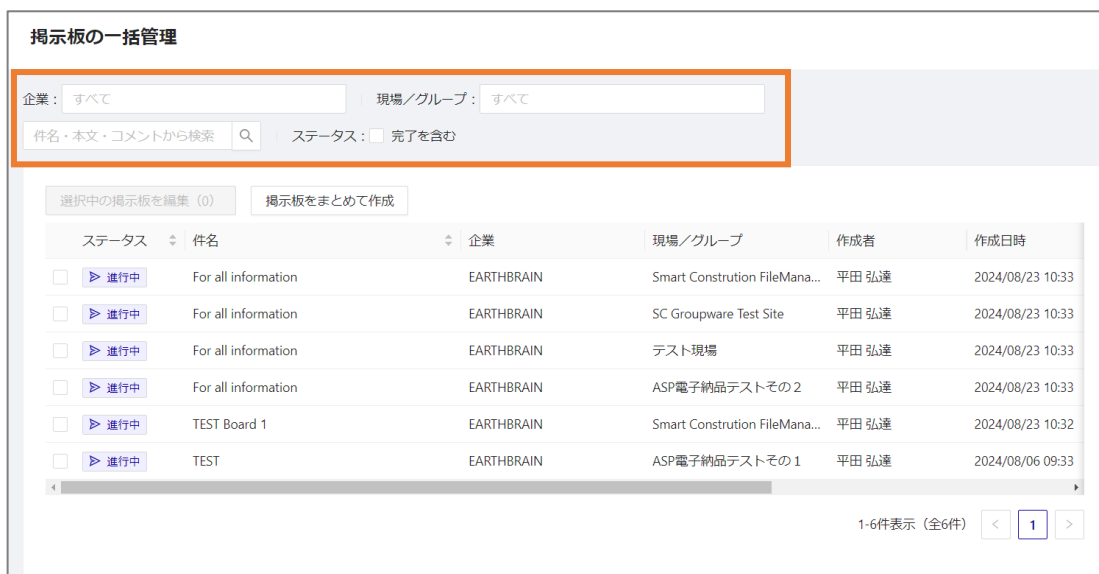 掲示板の一括管理
企業： すべて 現場／グループ： すべて
件名・本文・コメントから検索 ステータス： 完了を含む
選択中の掲示板を編集（0） 掲示板をまとめて作成
ステータス 件名 企業 現場／グループ 作成者 作成日時
進行中 For all information EARTHBRAIN Smart Constrution FileMana... 平田 弘達 2024/08/23 10:33
進行中 For all information EARTHBRAIN SC Groupware Test Site 平田 弘達 2024/08/23 10:33
進行中 For all information EARTHBRAIN テスト現場 平田 弘達 2024/08/23 10:33
進行中 For all information EARTHBRAIN ASP電子納品テストその２ 平田 弘達 2024/08/23 10:33
進行中 TEST Board 1 EARTHBRAIN Smart Constrution FileMana... 平田 弘達 2024/08/23 10:32
進行中 TEST EARTHBRAIN ASP電子納品テストその１ 平田 弘達 2024/08/06 09:33
1-6件表示（全6件） < 1 >